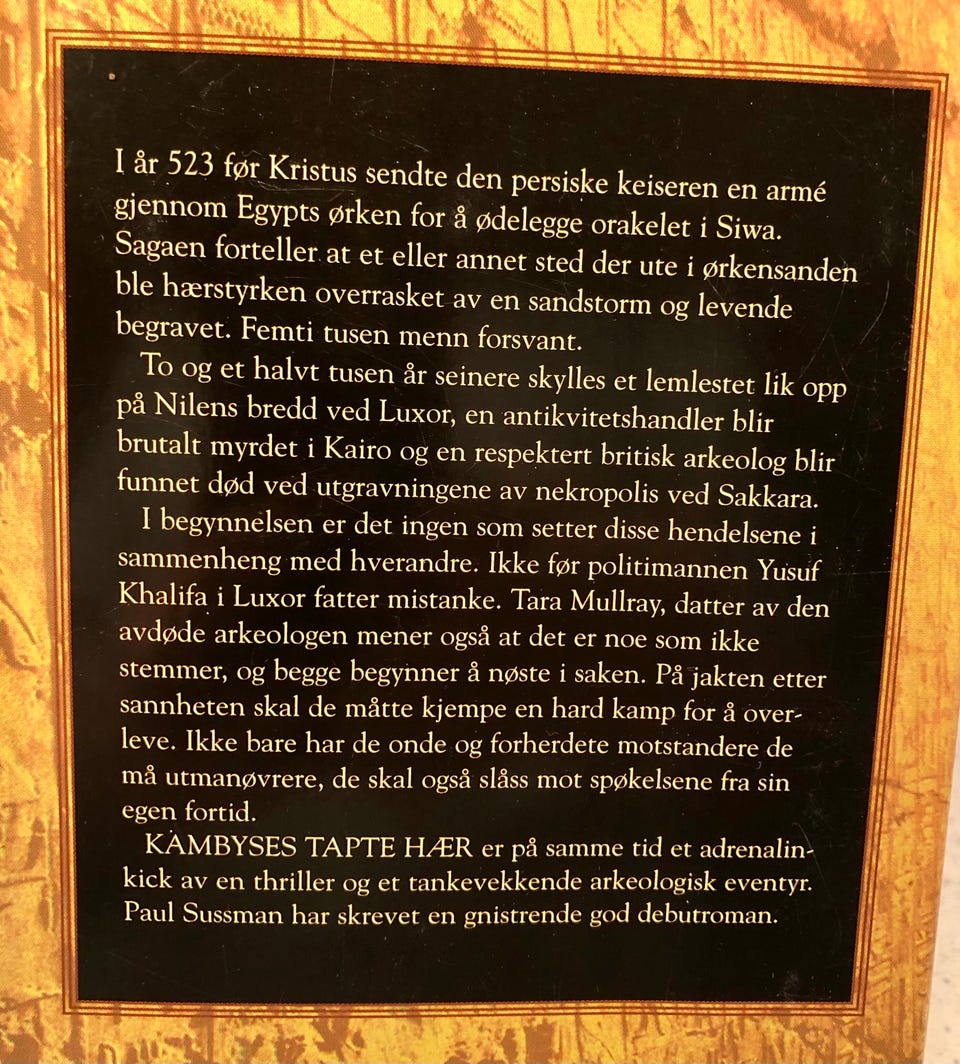 I år 523 før Kristus sendte den persiske keiseren en armé
gjennom Egypts ørken for å ødelegge orakelet i Siwa.
Sagaen forteller at et eller annet sted der ute i ørkensanden
ble hærstyrken overrasket av en sandstorm og levende
begravet. Femti tusen menn forsvant.
To og et halvt tusen år seinere skylles et lemlestet lik opp
på Nilens bredd ved Luxor, en antikvitetshandler blir
brutalt myrdet i Kairo og en respektert britisk arkeolog blir
funnet død ved utgravningene av nekropolis ved Sakkara.
I begynnelsen er det ingen som setter disse hendelsene i
sammenheng med hverandre. Ikke før politimannen Yusuf
Khalifa i Luxor fatter mistanke. Tara Mullray, datter av den
avdøde arkeologen mener også at det er noe som ikke
stemmer, og begge begynner å nøste i saken. På jakten etter
sannheten skal de måtte kjempe en hard kamp for å over-
leve. Ikke bare har de onde og forherdete motstandere de
må utmanøvrere, de skal også slåss mot spøkelsene fra sin
egen fortid.
KAMBYSES TAPTE HÆR er på samme tid et adrenalin-
kick av en thriller og et tankevekkende arkeologisk eventyr.
Paul Sussman har skrevet en gnistrende god debutroman.